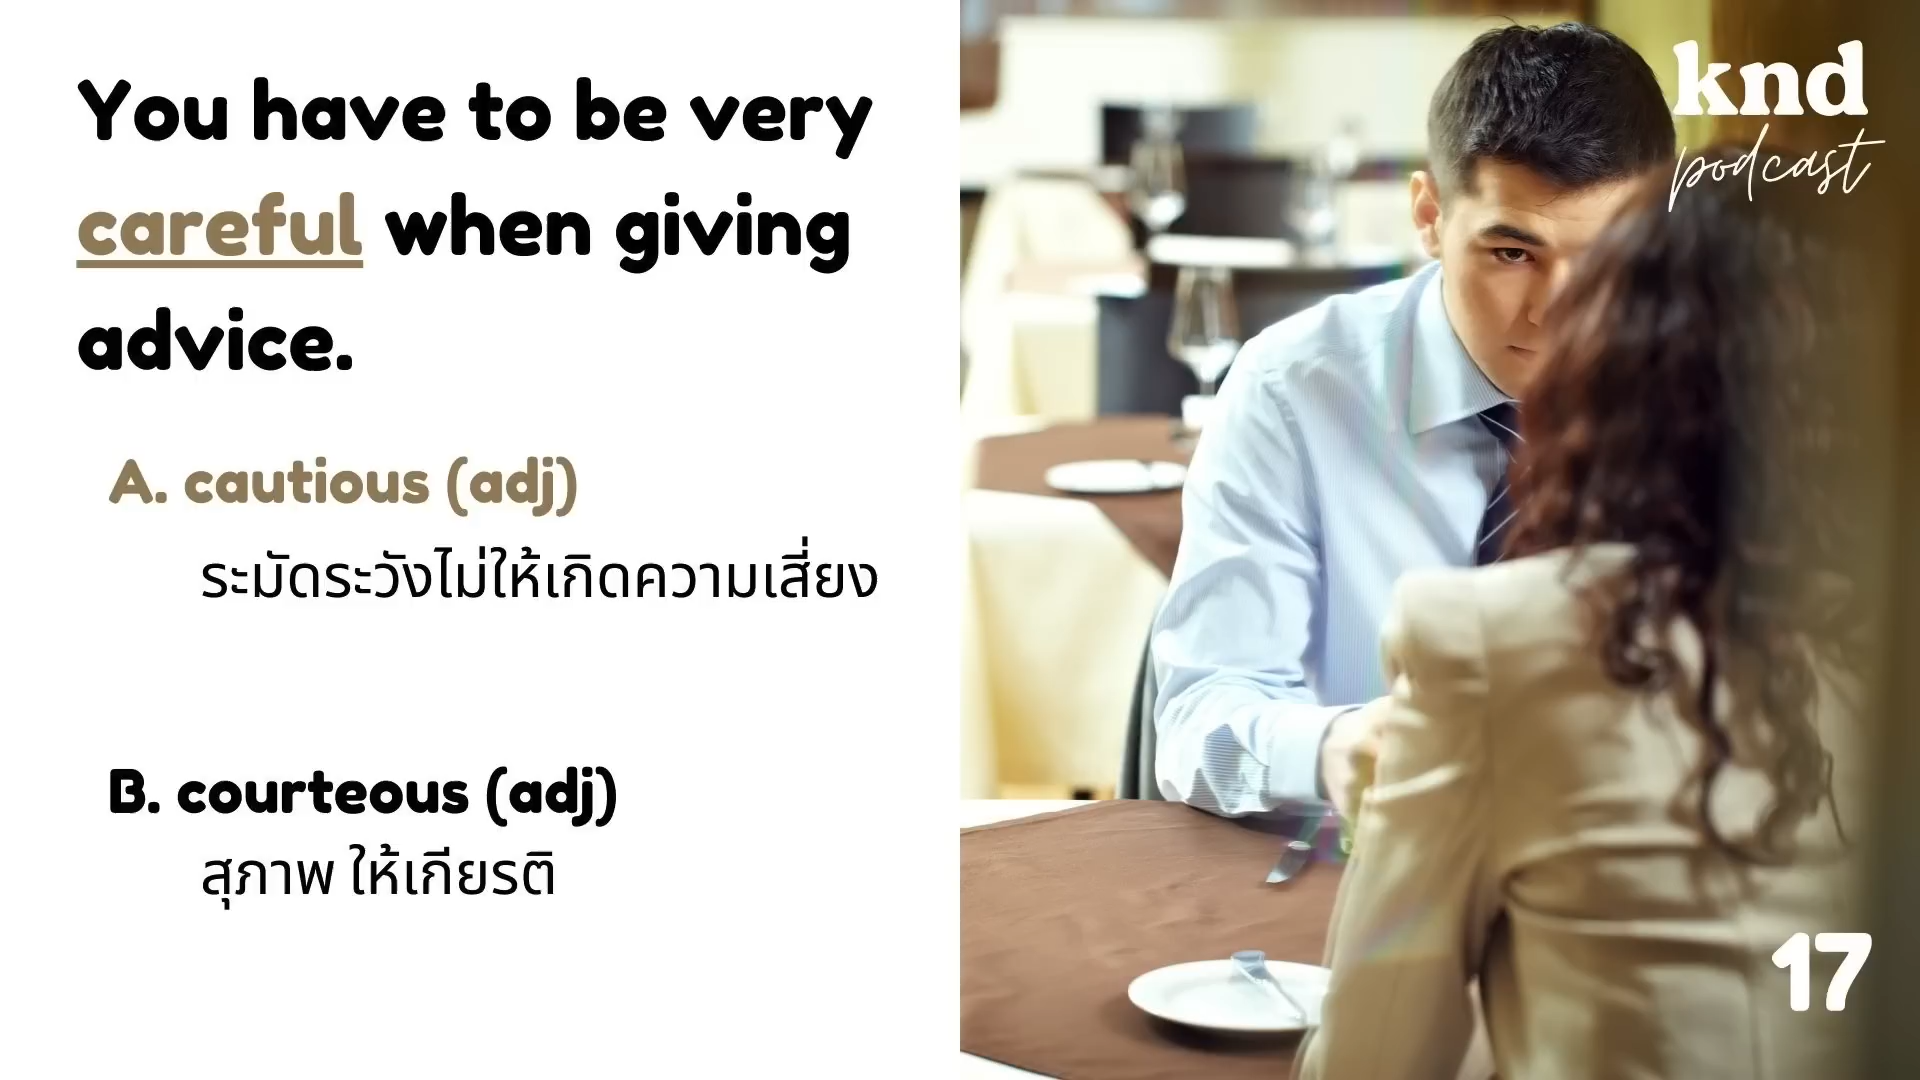 You have to be very
careful when giving
advice.
A. cautious (adj)
ระมัดระวังไม่ให้เกิดความเสี่ยง
B. courteous (adj)
สุภาพ ให้เกียรติ
knd
podcast
17